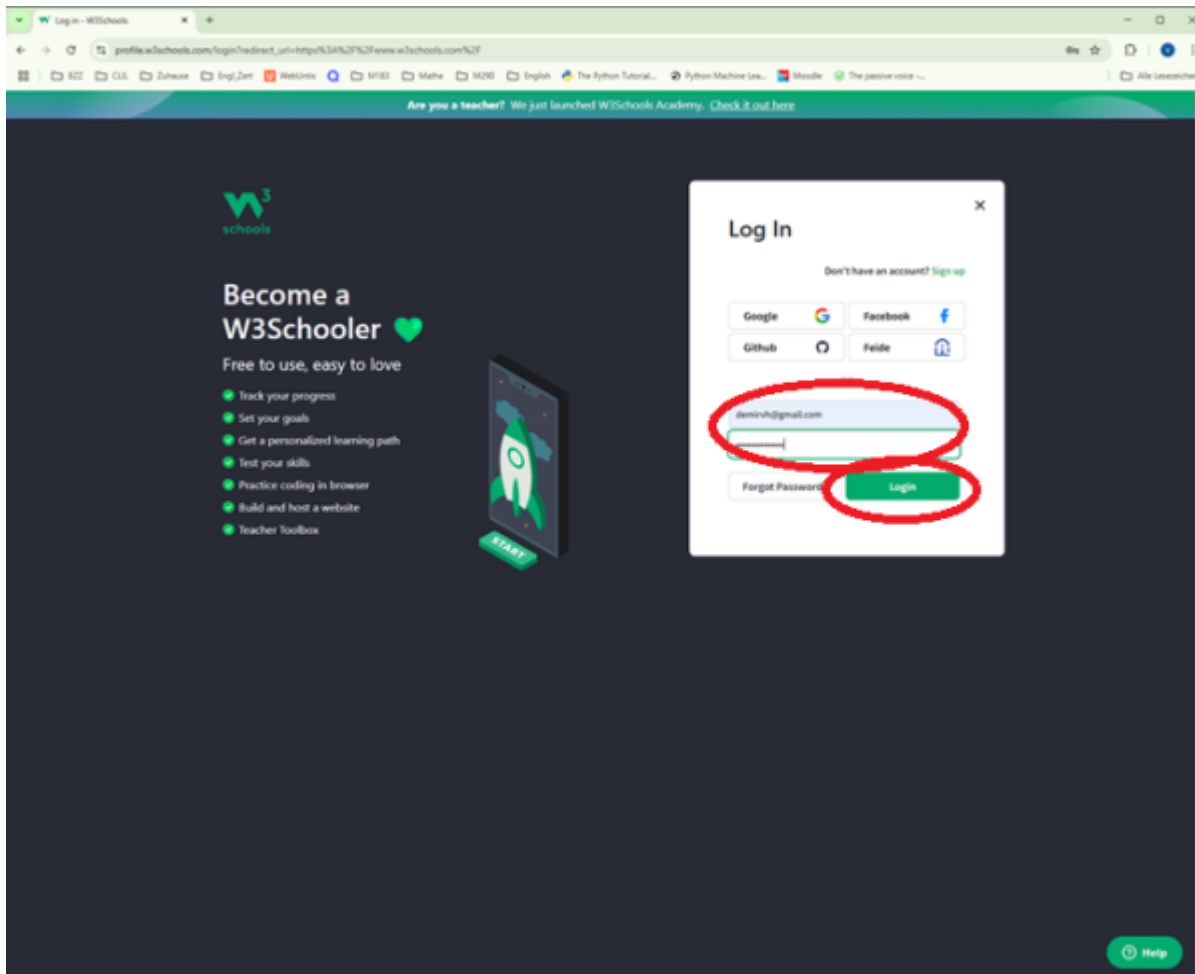 Log in - W3Schools
profile.w3schools.com/login?redirect_url=https%3A%2F%2Fwww.w3schools.com%2F
BZZ CLIL Zuhause Engl_Zert WebUntis M183 Mathe M290 English The Python Tutorial... Python Machine Lea... Moodle The passive voice -... Alle Lesezeichen
Are you a teacher? We just launched W3Schools Academy. Check it out here
W3
schools
Become a
W3Schooler
Free to use, easy to love
Track your progress
Set your goals
Get a personalized learning path
Test your skills
Practice coding in browser
Build and host a website
Teacher Toolbox
START
Log In
Don't have an account? Sign up
Google Facebook
Github Feide
demirvh@gmail.com
Forgot Password
Login
Help